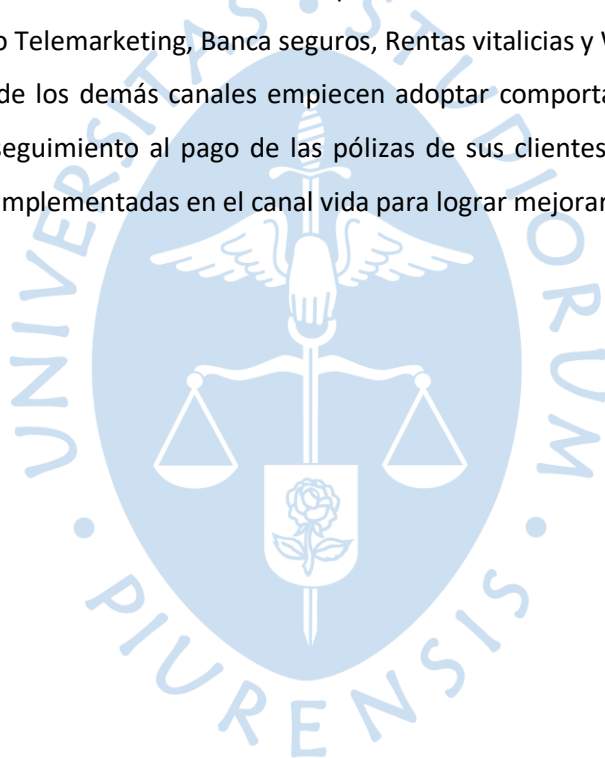 o Telemarketing, Banca seguros, Rentas vitalicias y V
de los demás canales empiecen adoptar comporta
seguimiento al pago de las pólizas de sus clientes
implementadas en el canal vida para lograr mejorar
UNIVERSITAS • STUDIORUM • PIURENSIS •